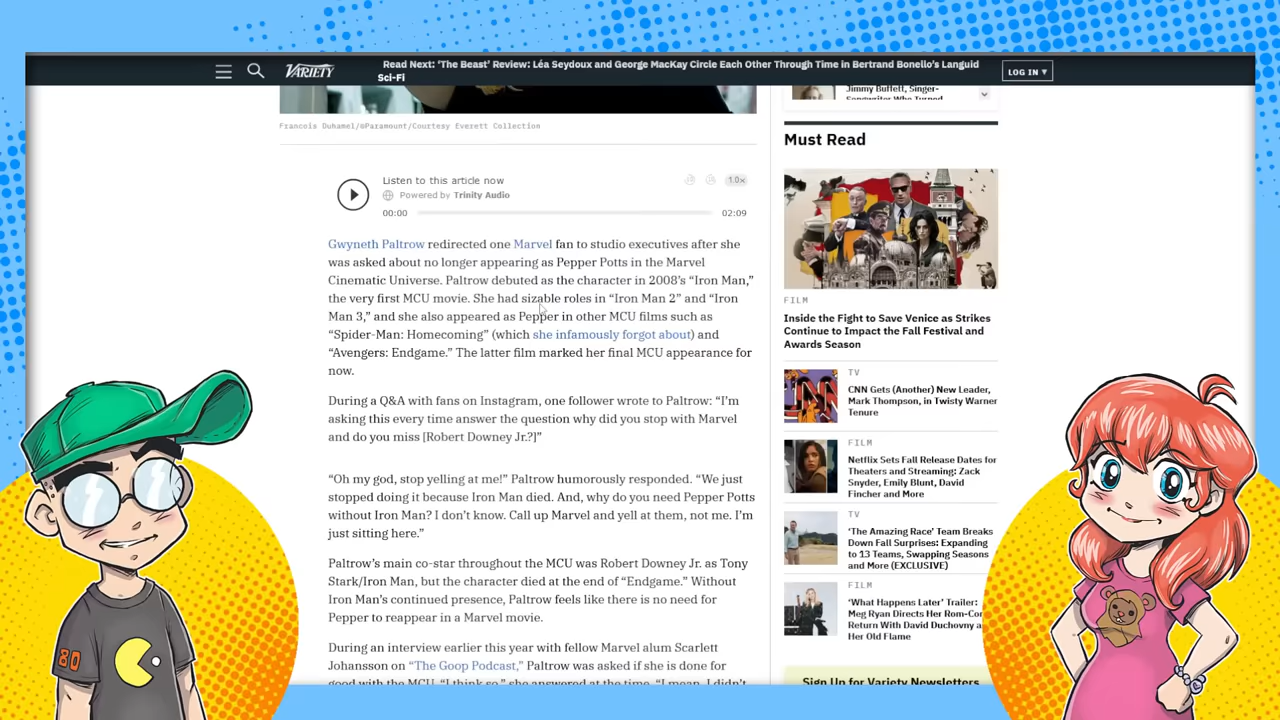 VARIETY
Read Next: ‘The Beast’ Review: Léa Seydoux and George MacKay Circle Each Other Through Time in Bertrand Bonello’s Languid
Sci-Fi
LOG IN ▾
Francois Duhamel/©Paramount/Courtesy Everett Collection
Listen to this article now
Powered by Trinity Audio
1.0x
00:00
02:09
Gwyneth Paltrow redirected one Marvel fan to studio executives after she
was asked about no longer appearing as Pepper Potts in the Marvel
Cinematic Universe. Paltrow debuted as the character in 2008’s “Iron Man,”
the very first MCU movie. She had sizable roles in “Iron Man 2” and “Iron
Man 3,” and she also appeared as Pepper in other MCU films such as
“Spider-Man: Homecoming” (which she infamously forgot about) and
“Avengers: Endgame.” The latter film marked her final MCU appearance for
now.
During a Q&A with fans on Instagram, one follower wrote to Paltrow: “I’m
asking this every time answer the question why did you stop with Marvel
and do you miss [Robert Downey Jr.?]”
“Oh my god, stop yelling at me!” Paltrow humorously responded. “We just
stopped doing it because Iron Man died. And, why do you need Pepper Potts
without Iron Man? I don’t know. Call up Marvel and yell at them, not me. I’m
just sitting here.”
Paltrow’s main co-star throughout the MCU was Robert Downey Jr. as Tony
Stark/Iron Man, but the character died at the end of “Endgame.” Without
Iron Man’s continued presence, Paltrow feels like there is no need for
Pepper to reappear in a Marvel movie.
During an interview earlier this year with fellow Marvel alum Scarlett
Johansson on “The Goop Podcast,” Paltrow was asked if she is done for
good with the MCU. “I think so,” she answered at the time. “I mean, I didn’t
Jimmy Buffett, Singer-
Songwriter Who Turned
Must Read
FILM
Inside the Fight to Save Venice as Strikes
Continue to Impact the Fall Festival and
Awards Season
TV
CNN Gets (Another) New Leader,
Mark Thompson, in Twisty Warner
Tenure
FILM
Netflix Sets Fall Release Dates for
Theaters and Streaming: Zack
Snyder, Emily Blunt, David
Fincher and More
TV
‘The Amazing Race’ Team Breaks
Down Fall Surprises: Expanding
to 13 Teams, Swapping Seasons
and More (EXCLUSIVE)
FILM
‘What Happens Later’ Trailer:
Meg Ryan Directs Her Rom-Com
Return With David Duchovny a
Her Old Flame
Sign Up for Variety Newsletters
80